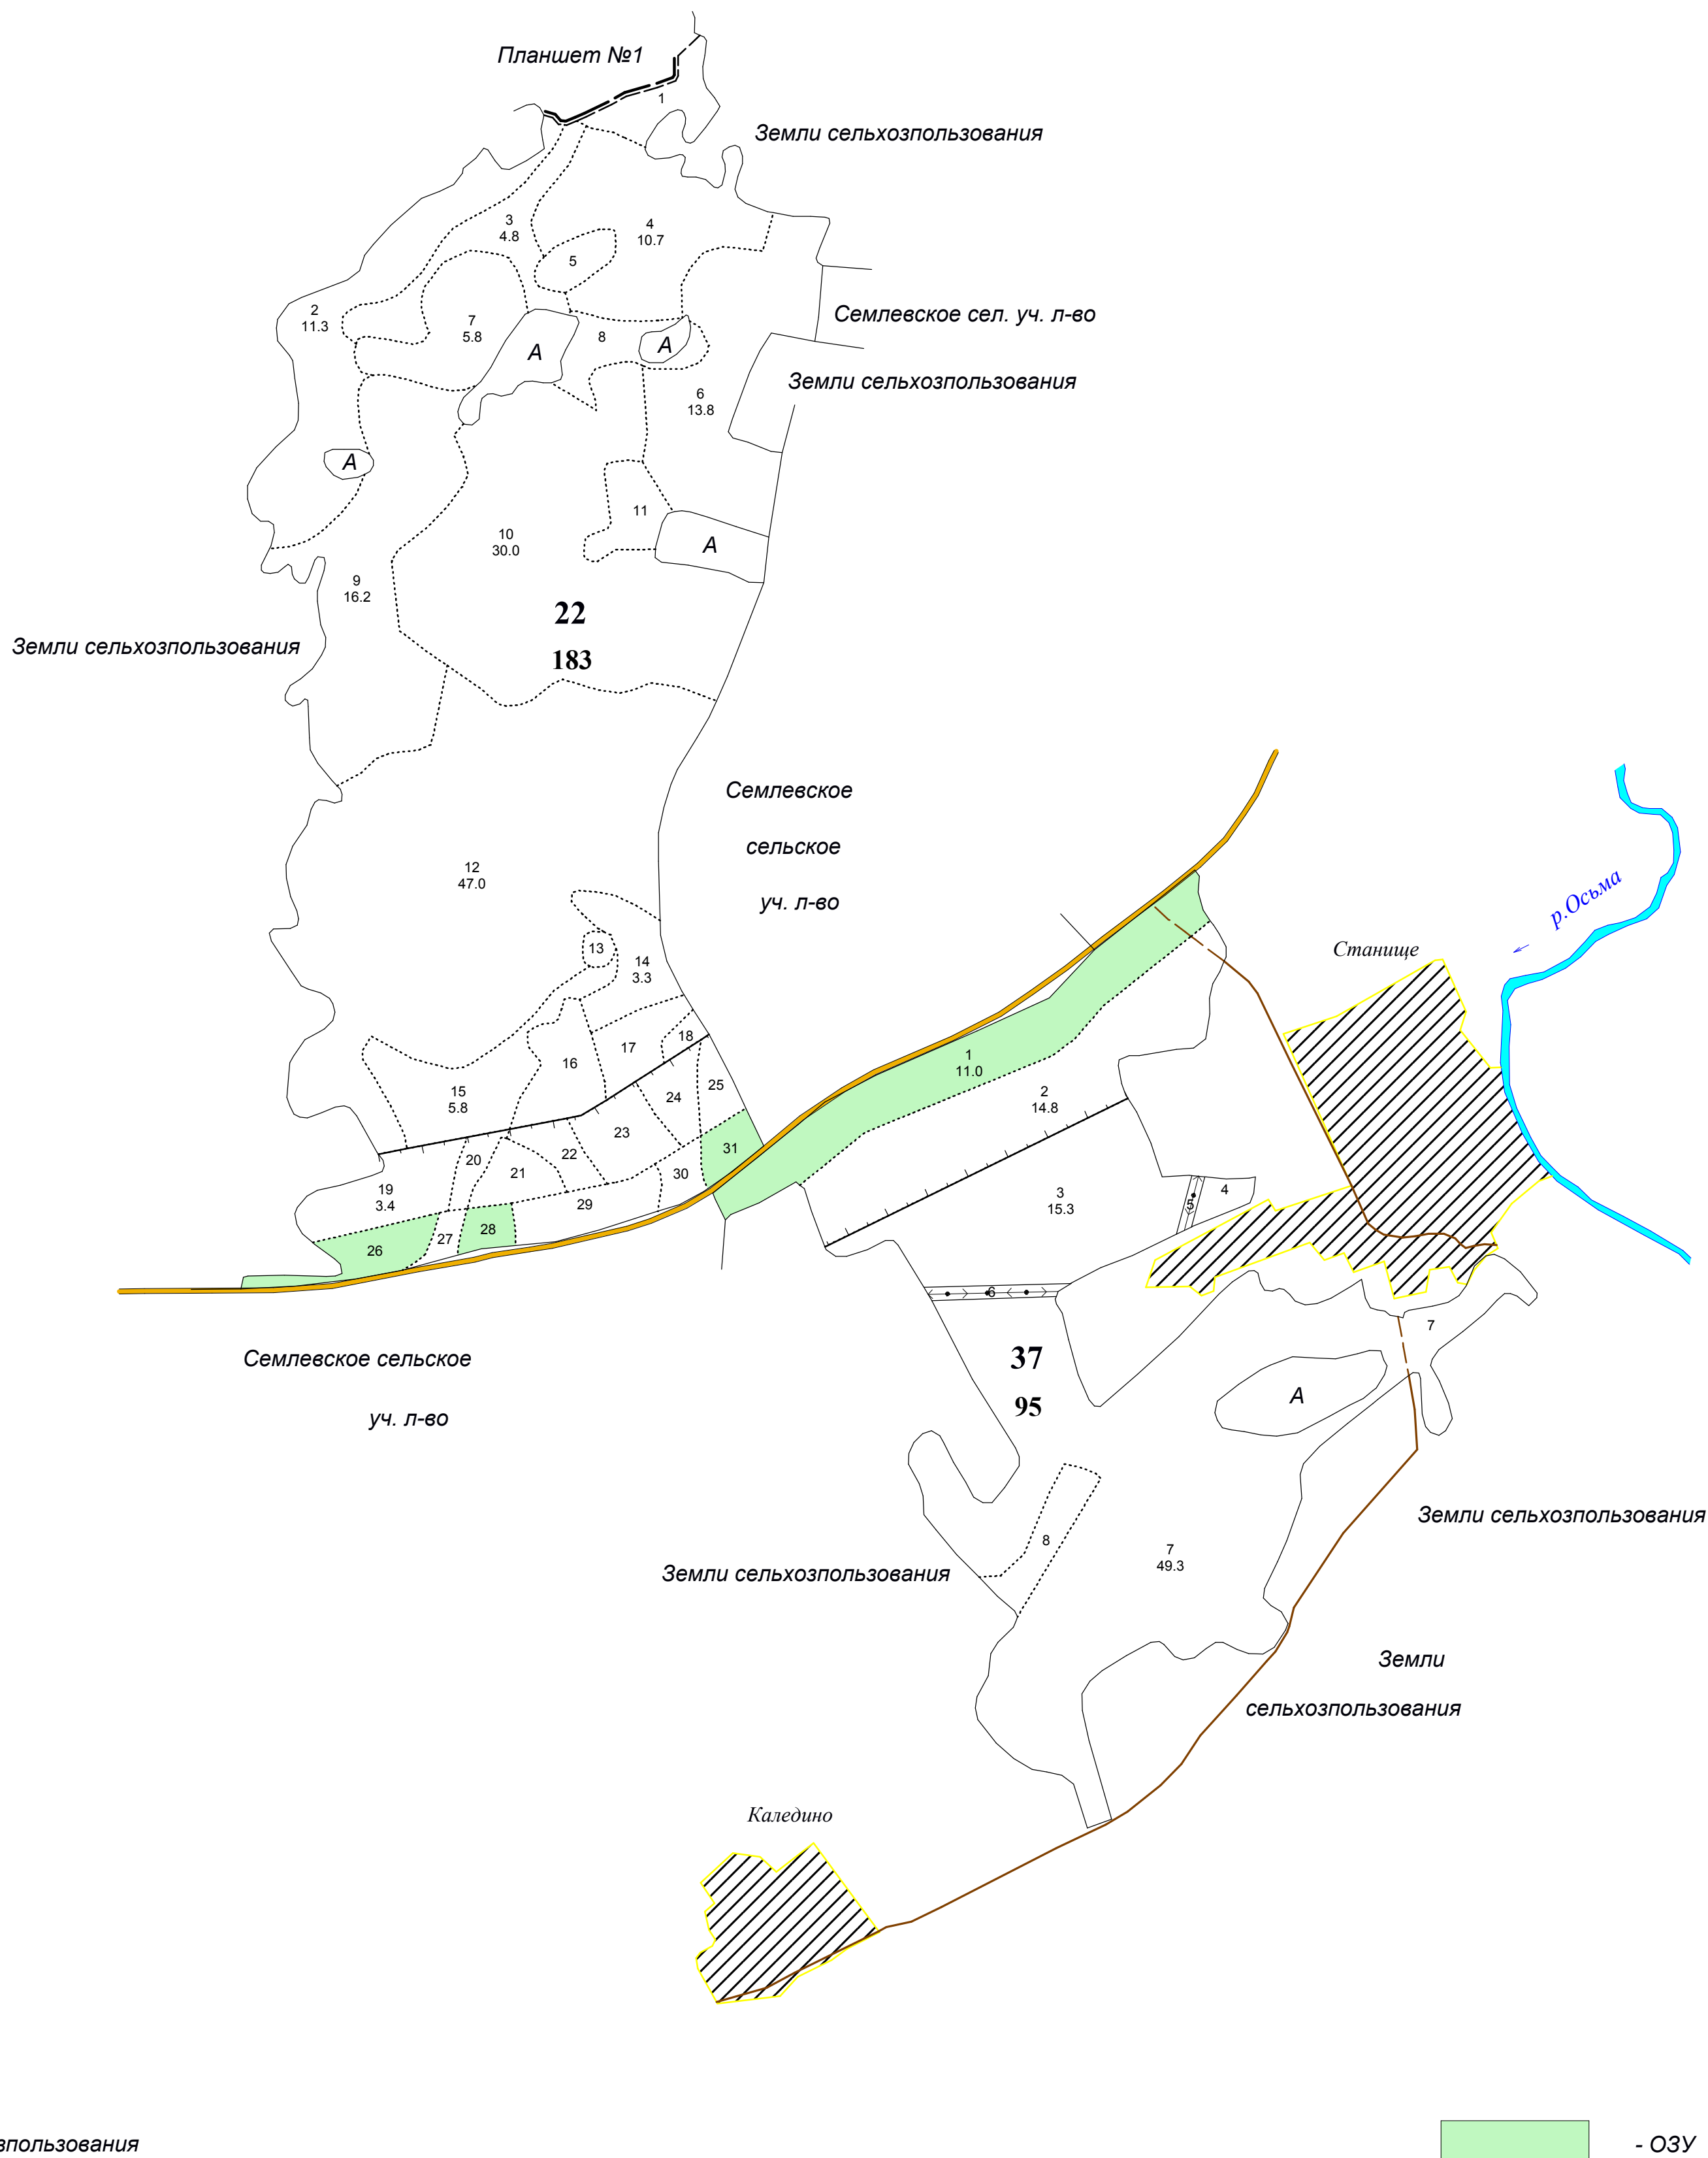 Планшет №1
1
Земли сельхозпользования
3
4.8
4
10.7
5
2
11.3
7
5.8
8
А
А
Семлевское сел. уч. л-во
Земли сельхозпользования
6
13.8
А
11
10
30.0
А
9
16.2
22
183
Земли сельхозпользования
Семлевское
сельское
уч. л-во
12
47.0
13
14
3.3
р.Осьма
Станище
15
5.8
16
17
18
1
11.0
2
14.8
19
3.4
20
21
22
23
24
25
26
27
28
29
30
31
3
15.3
5
4
6
Семлевское сельское
уч. л-во
37
95
7
А
8
7
49.3
Земли сельхозпользования
Земли сельхозпользования
Земли
сельхозпользования
Каледино
зпользования
- ОЗУ